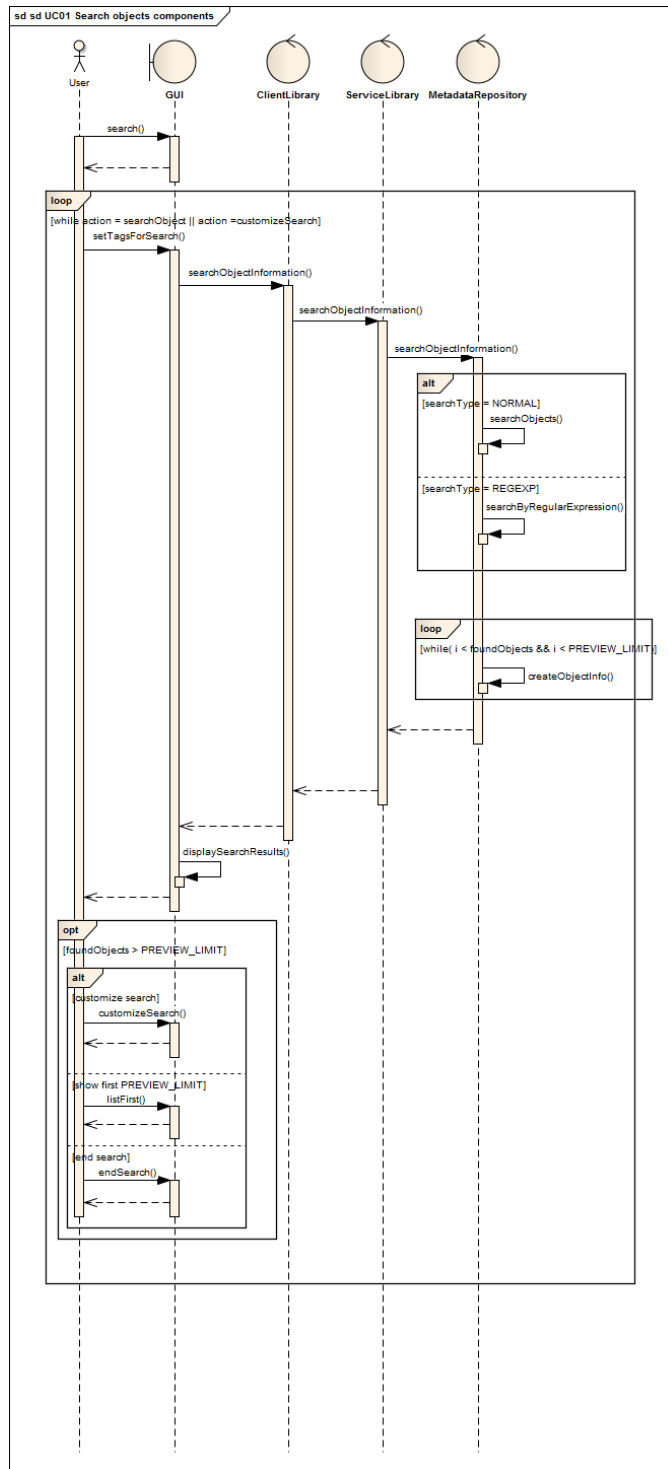 sd sd UC01 Search objects components
User
GUI
ClientLibrary
ServiceLibrary
MetadataRepository
search()
loop
[while action = searchObject || action =customizeSearch]
setTagsForSearch()
searchObjectInformation()
searchObjectInformation()
searchObjectInformation()
alt
[searchType = NORMAL]
searchObjects()
[searchType = REGEXP]
searchByRegularExpression()
loop
[while( i < foundObjects && i < PREVIEW_LIMIT)]
createObjectInfo()
displaySearchResults()
opt
[foundObjects > PREVIEW_LIMIT]
alt
[customize search]
customizeSearch()
[show first PREVIEW_LIMIT]
listFirst()
[end search]
endSearch()